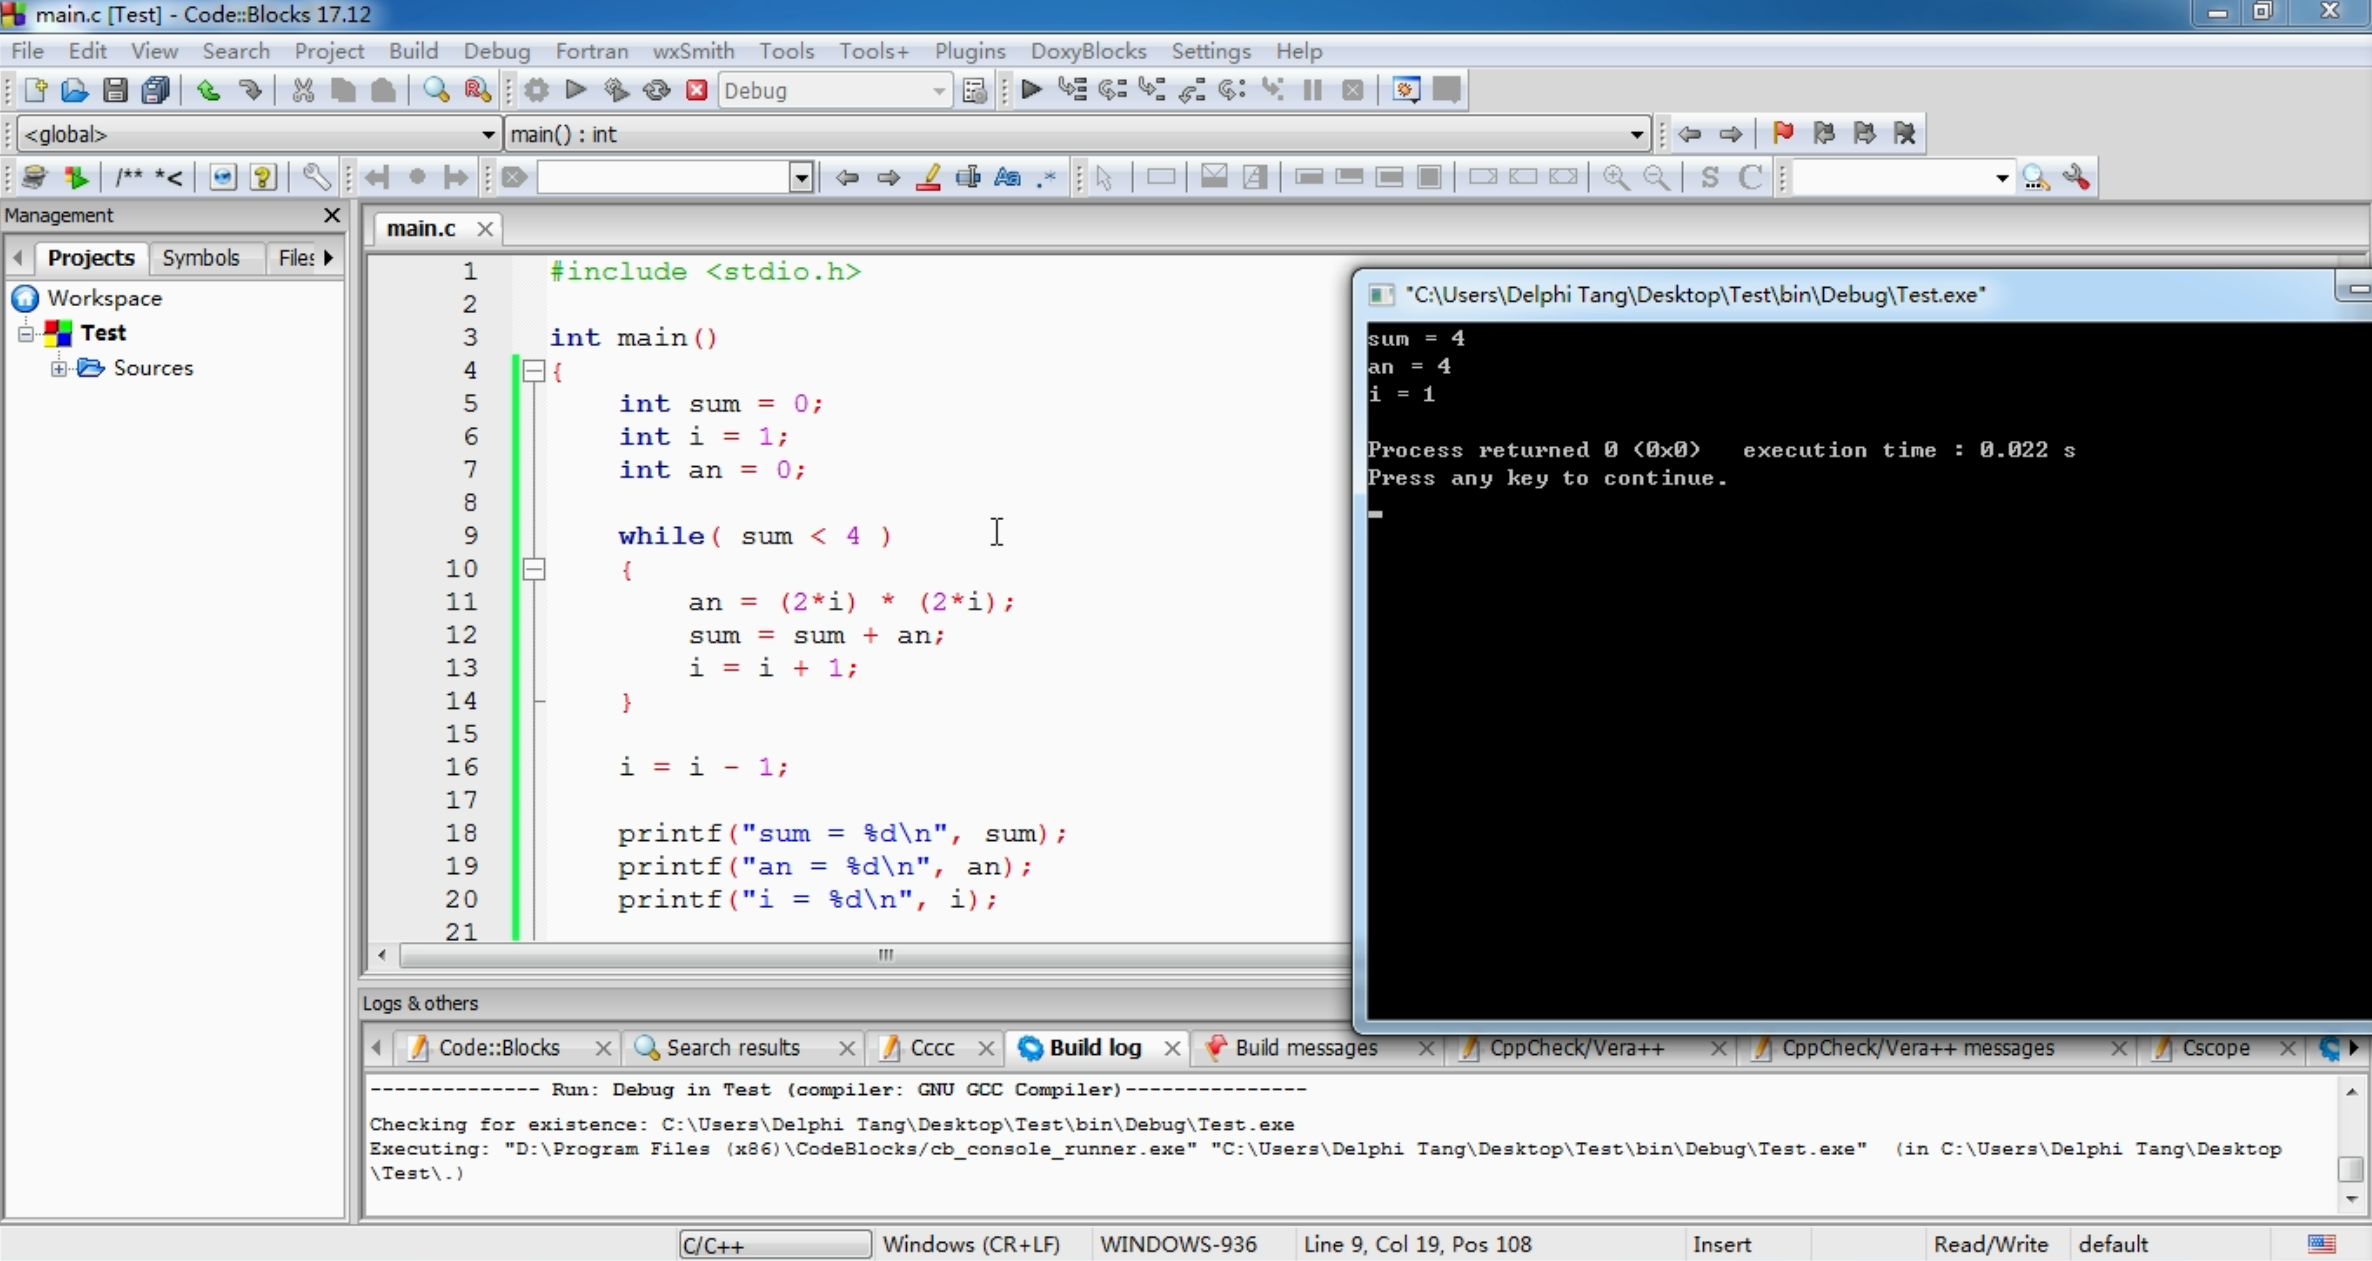 main.c [Test] - Code::Blocks 17.12
File Edit View Search Project Build Debug Fortran wxSmith Tools Tools+ Plugins DoxyBlocks Settings Help
Debug
<global> main() : int
/** *<
S C
Management
Projects Symbols Files
Workspace
Test
Sources
main.c
1 #include <stdio.h>
2
3 int main()
4 {
5 int sum = 0;
6 int i = 1;
7 int an = 0;
8
9 while( sum < 4 )
10 {
11 an = (2*i) * (2*i);
12 sum = sum + an;
13 i = i + 1;
14 }
15
16 i = i - 1;
17
18 printf("sum = %d\n", sum);
19 printf("an = %d\n", an);
20 printf("i = %d\n", i);
21
"C:\Users\Delphi Tang\Desktop\Test\bin\Debug\Test.exe"
sum = 4
an = 4
i = 1
Process returned 0 (0x0)   execution time : 0.022 s
Press any key to continue.
Logs & others
Code::Blocks Search results Cccc Build log Build messages CppCheck/Vera++ CppCheck/Vera++ messages Cscope
-------------- Run: Debug in Test (compiler: GNU GCC Compiler)---------------
Checking for existence: C:\Users\Delphi Tang\Desktop\Test\bin\Debug\Test.exe
Executing: "D:\Program Files (x86)\CodeBlocks/cb_console_runner.exe" "C:\Users\Delphi Tang\Desktop\Test\bin\Debug\Test.exe"  (in C:\Users\Delphi Tang\Desktop
\Test\.)
C/C++ Windows (CR+LF) WINDOWS-936 Line 9, Col 19, Pos 108 Insert Read/Write default